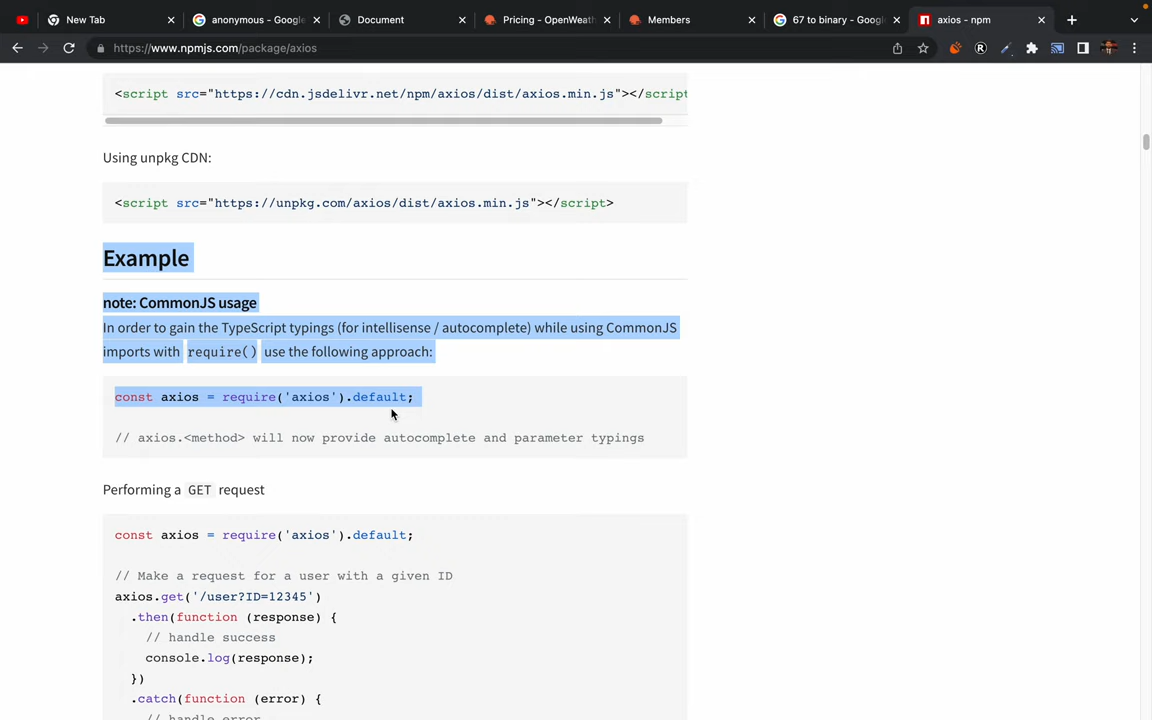 New Tab
anonymous - Google
Document
Pricing - OpenWeath
Members
67 to binary - Google
axios - npm
https://www.npmjs.com/package/axios
<script src="https://cdn.jsdelivr.net/npm/axios/dist/axios.min.js"></script
Using unpkg CDN:
<script src="https://unpkg.com/axios/dist/axios.min.js"></script>
Example
note: CommonJS usage
In order to gain the TypeScript typings (for intellisense / autocomplete) while using CommonJS
imports with require() use the following approach:
const axios = require('axios').default;
// axios.<method> will now provide autocomplete and parameter typings
Performing a GET request
const axios = require('axios').default;
// Make a request for a user with a given ID
axios.get('/user?ID=12345')
.then(function (response) {
// handle success
console.log(response);
})
.catch(function (error) {
// handle error